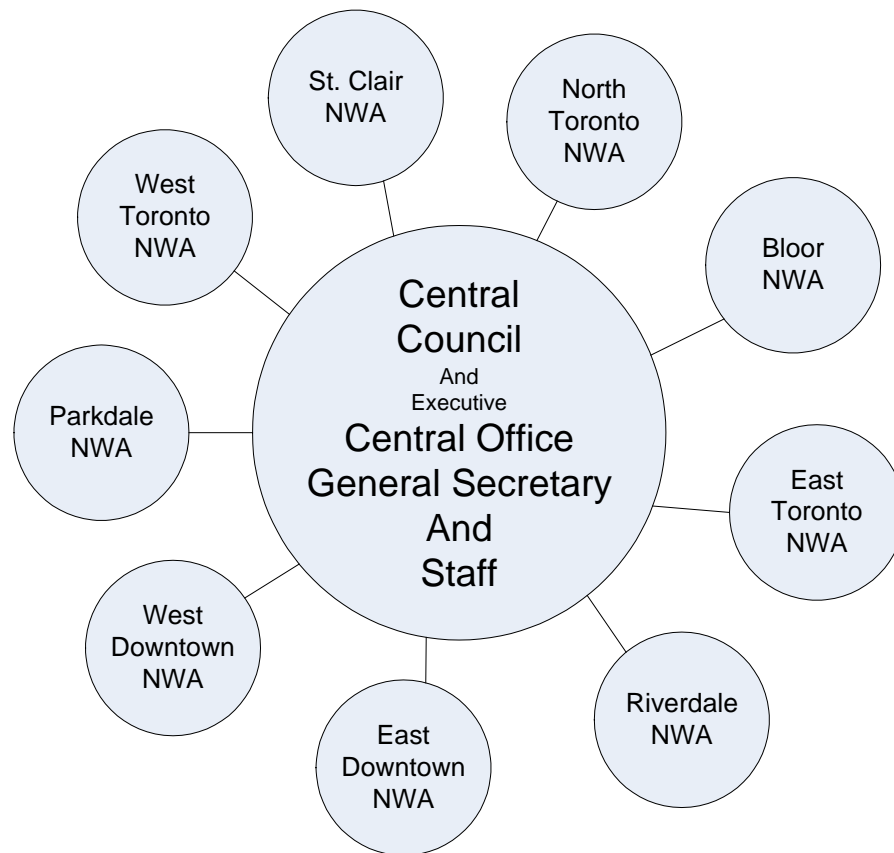 St. Clair
NWA
North
Toronto
NWA
West
Toronto
NWA
Bloor
NWA
Central
Council
And
Executive
Central Office
General Secretary
And
Staff
Parkdale
NWA
East
Toronto
NWA
West
Downtown
NWA
Riverdale
NWA
East
Downtown
NWA